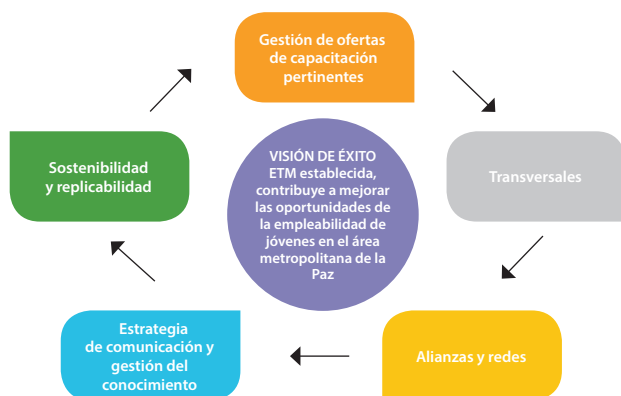 Gestión de ofertas
de capacitación
pertinentes
Sostenibilidad
y replicabilidad
VISIÓN DE ÉXITO
ETM establecida,
contribuye a mejorar
las oportunidades de
la empleabilidad de
jóvenes en el área
metropolitana de la
Paz
Transversales
Estrategia
de comunicación y
gestión del
conocimiento
Alianzas y redes